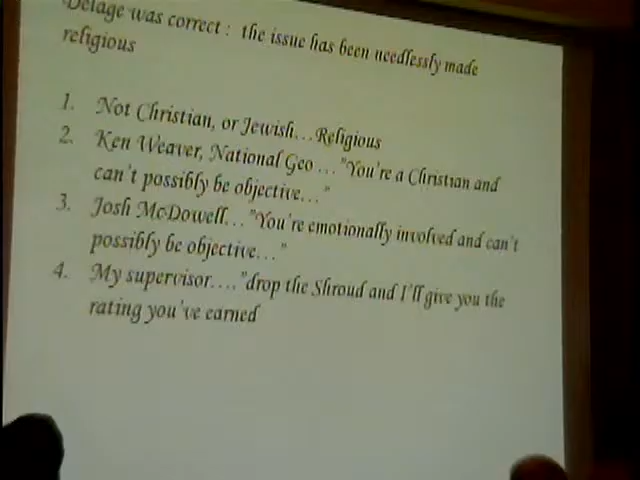 Delage was correct : the issue has been needlessly made
religious
1. Not Christian, or Jewish...Religious
2. Ken Weaver, National Geo ..."You're a Christian and
can't possibly be objective..."
3. Josh McDowell..."You're emotionally involved and can't
possibly be objective..."
4. My supervisor...."drop the Shroud and I'll give you the
rating you've earned